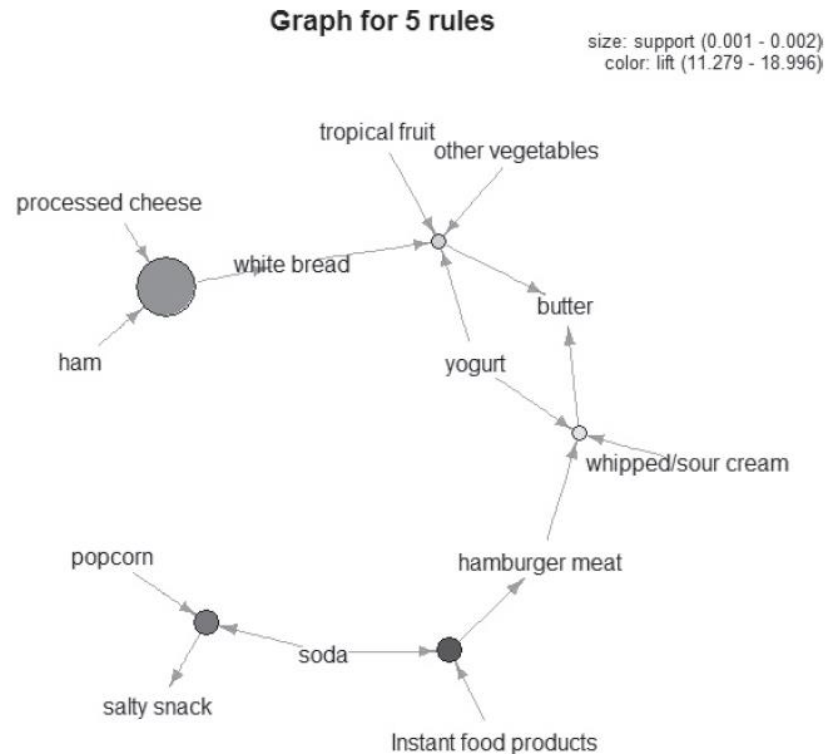 Graph for 5 rules
size: support (0.001 - 0.002)
color: lift (11.279 - 18.996)
tropical fruit
other vegetables
processed cheese
white bread
butter
ham
yogurt
whipped/sour cream
popcorn
hamburger meat
soda
salty snack
Instant food products